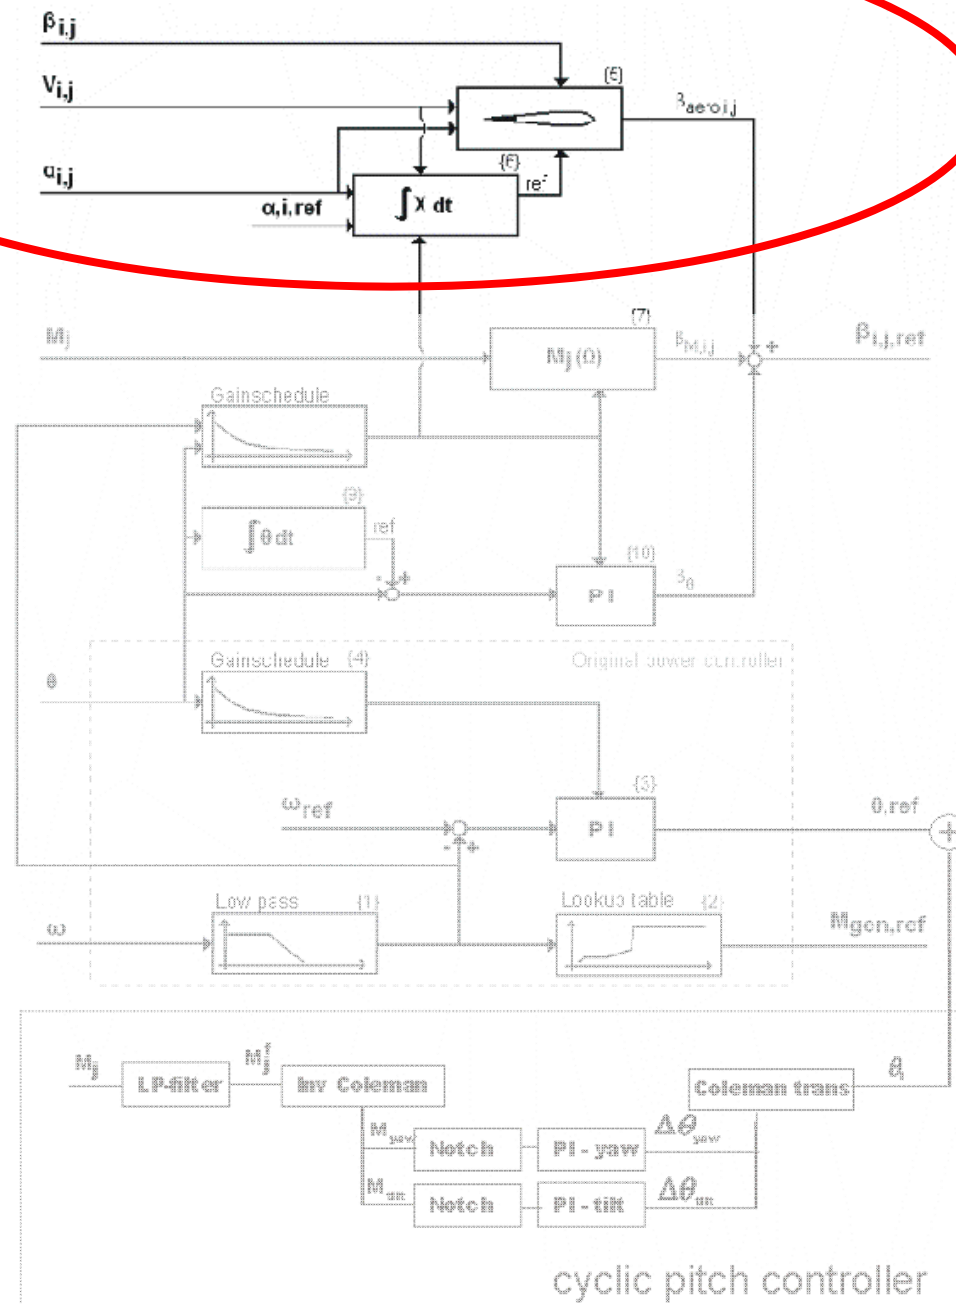 βi,j
{5}
Vi,j
βaero i,j
{6}
αi,j
ref
α,i,ref
∫ X dt
{7}
Mj
Mj(Ω)
βM,i,j
+
βi,j,ref
Gainschedule
{9}
∫ θ dt
ref
{10}
- +
PI
βθ
Gainschedule {4}
Original power controller
θ
{3}
ωref
PI
θ,ref
+
- +
Low pass {1}
Lookup table {2}
ω
Mgen,ref
LP-filter
Inv Coleman
Coleman trans
θi
Myaw
Notch
PI - yaw
Δθyaw
Mtilt
Notch
PI - tilt
Δθtilt
cyclic pitch controller